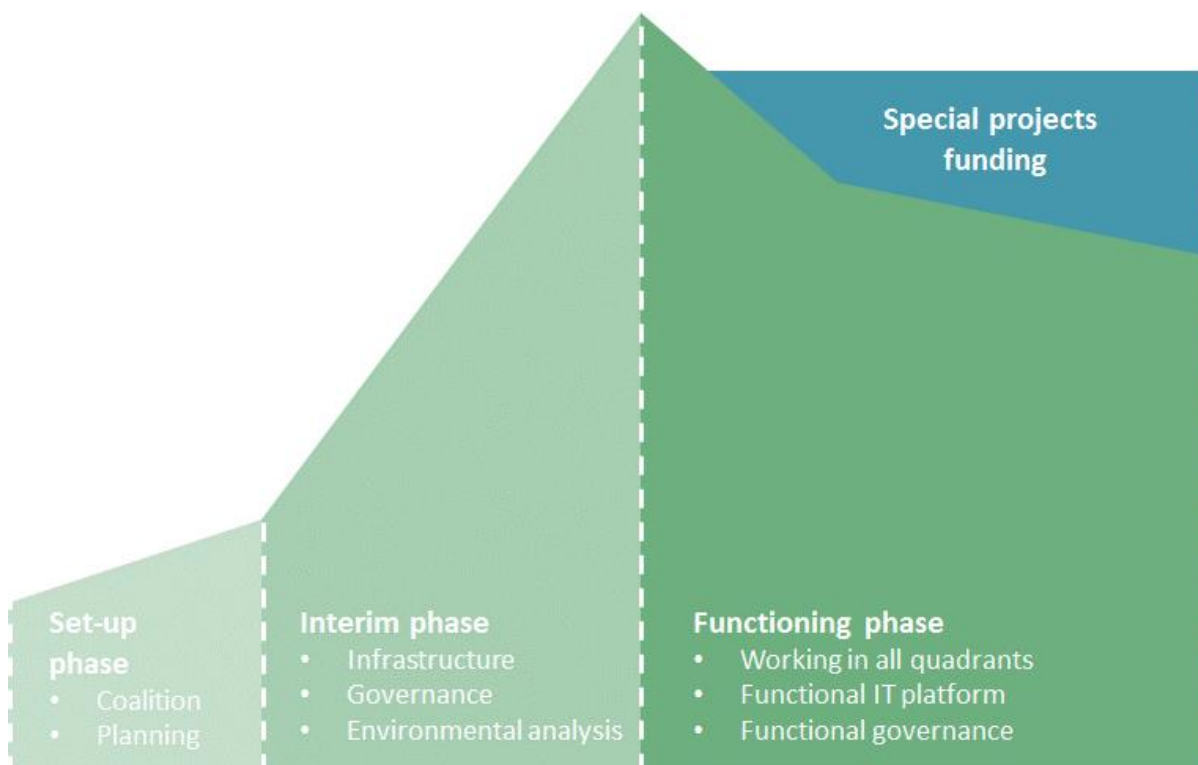 Special projects
funding
Set-up
phase
• Coalition
• Planning
Interim phase
• Infrastructure
• Governance
• Environmental analysis
Functioning phase
• Working in all quadrants
• Functional IT platform
• Functional governance